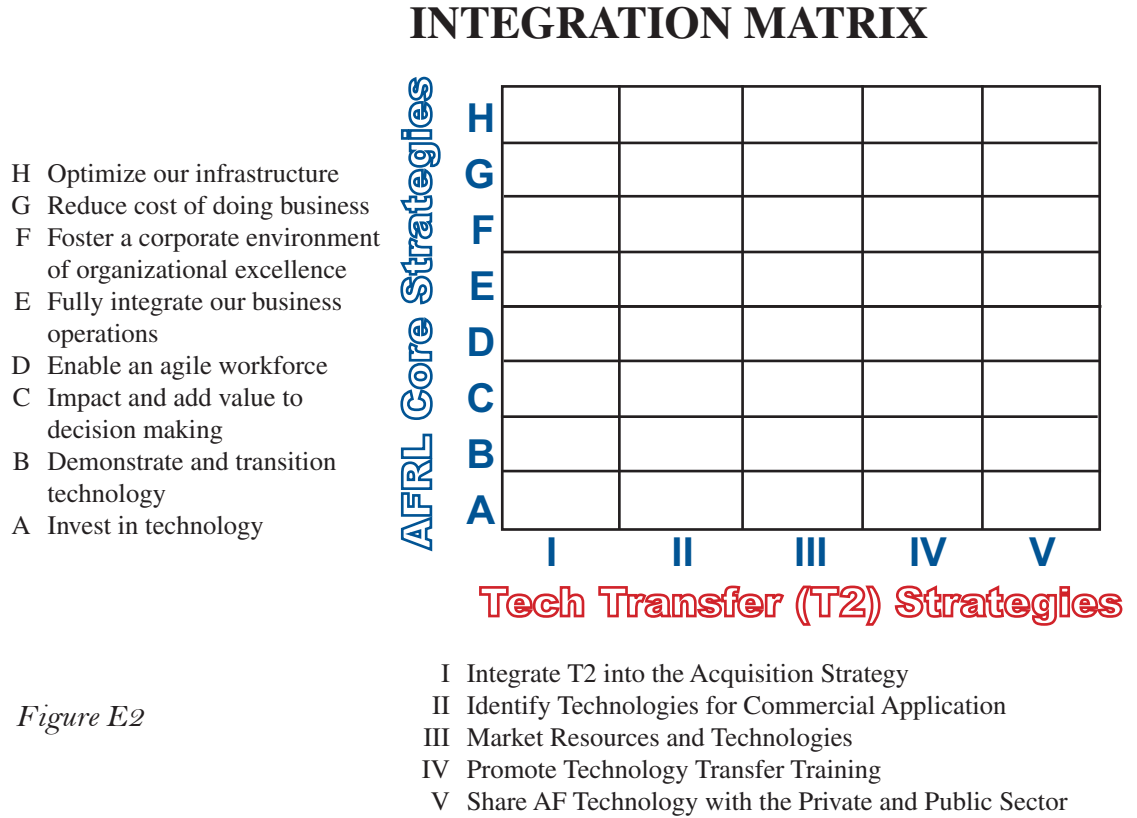 INTEGRATION MATRIX
AFRL Core Strategies
H
G
F
E
D
C
B
A
H Optimize our infrastructure
G Reduce cost of doing business
F Foster a corporate environment
of organizational excellence
E Fully integrate our business
operations
D Enable an agile workforce
C Impact and add value to
decision making
B Demonstrate and transition
technology
A Invest in technology
I II III IV V
Tech Transfer (T2) Strategies
I Integrate T2 into the Acquisition Strategy
II Identify Technologies for Commercial Application
III Market Resources and Technologies
IV Promote Technology Transfer Training
V Share AF Technology with the Private and Public Sector
Figure E2